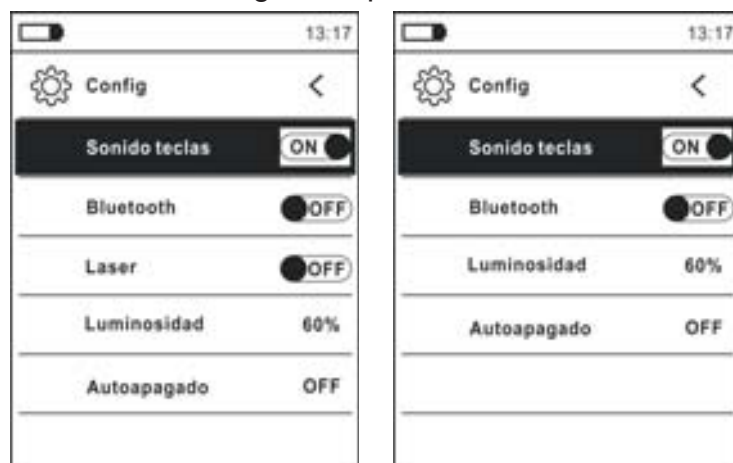 13:17
Config <
Sonido teclas ON
Bluetooth OFF
Laser OFF
Luminosidad 60%
Autoapagado OFF
13:17
Config <
Sonido teclas ON
Bluetooth OFF
Luminosidad 60%
Autoapagado OFF